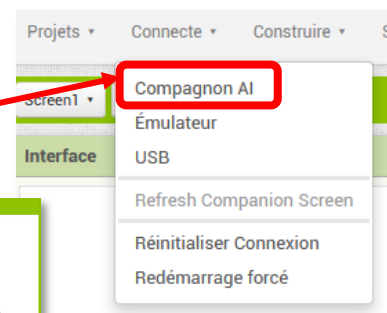 Projets ▾ Connecte ▾ Construire ▾
Screen1 ▾
Compagnon AI
Émulateur
Interface
USB
Refresh Companion Screen
Réinitialiser Connexion
Redémarrage forcé